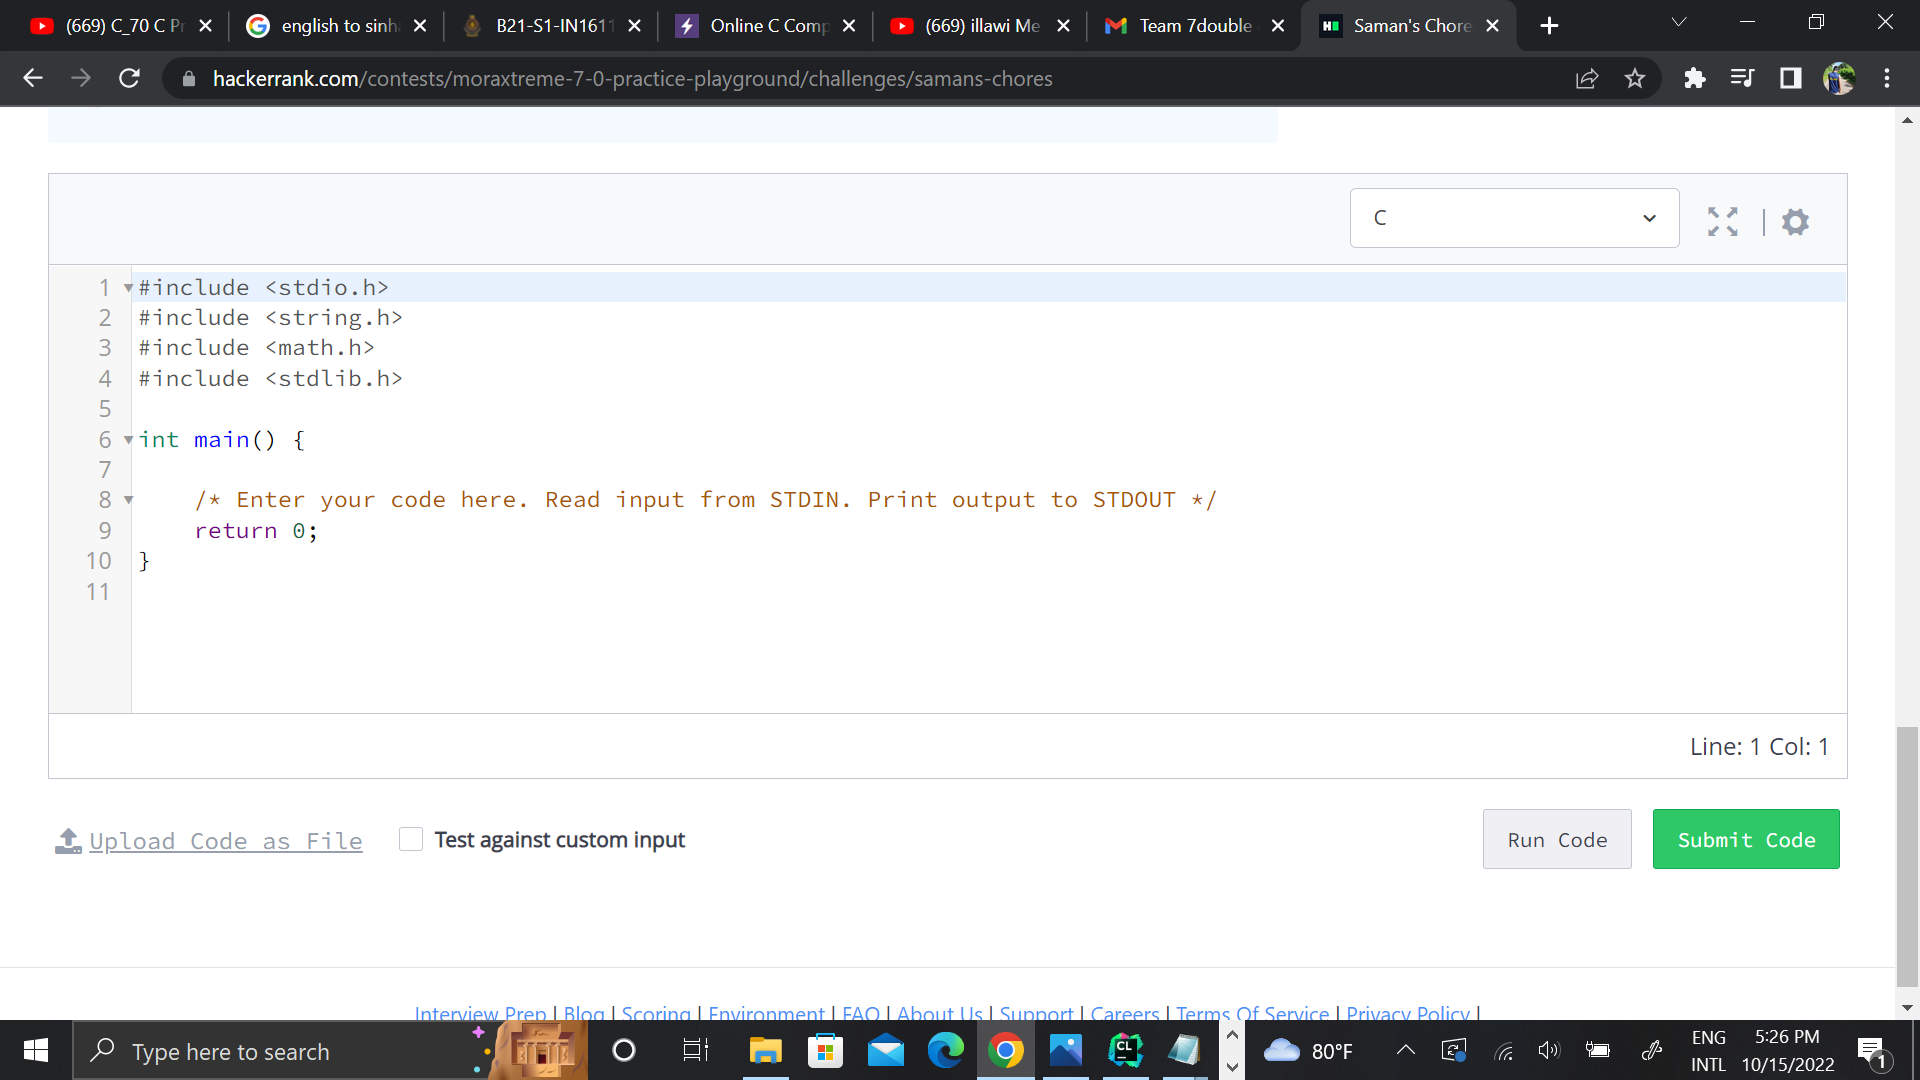 (669) C_70 C Pr
english to sinha
B21-S1-IN1611
Online C Comp
(669) illawi Me
Team 7double
Saman's Chore
hackerrank.com/contests/moraxtreme-7-0-practice-playground/challenges/samans-chores
C
1 #include <stdio.h>
2 #include <string.h>
3 #include <math.h>
4 #include <stdlib.h>
5
6 int main() {
7
8 /* Enter your code here. Read input from STDIN. Print output to STDOUT */
9 return 0;
10 }
11
Line: 1 Col: 1
Upload Code as File
Test against custom input
Run Code
Submit Code
Interview Prep | Blog | Scoring | Environment | FAQ | About Us | Support | Careers | Terms Of Service | Privacy Policy |
Type here to search
CL
80°F
ENG
INTL
5:26 PM
10/15/2022
1